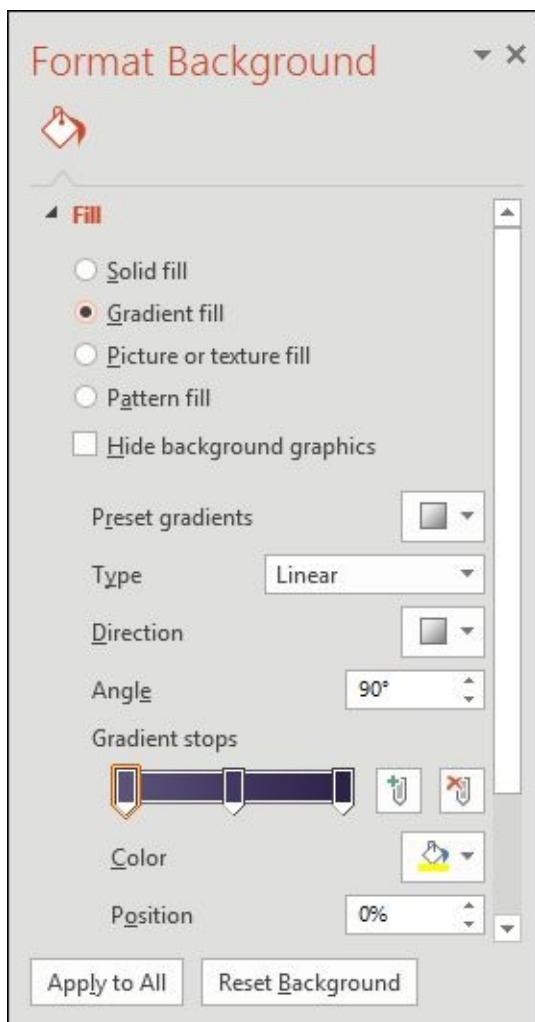 Format Background
Fill
Solid fill
Gradient fill
Picture or texture fill
Pattern fill
Hide background graphics
Preset gradients
Type Linear
Direction
Angle 90°
Gradient stops
Color
Position 0%
Apply to All Reset Background